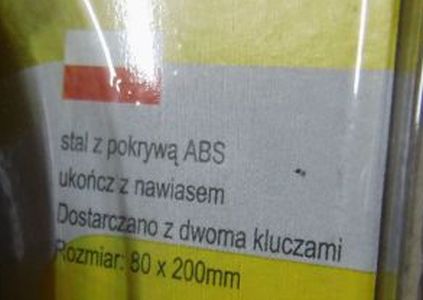 stal z pokrywą ABS
ukończ z nawiasem
Dostarczano z dwoma kluczami
Rozmiar: 80 x 200mm